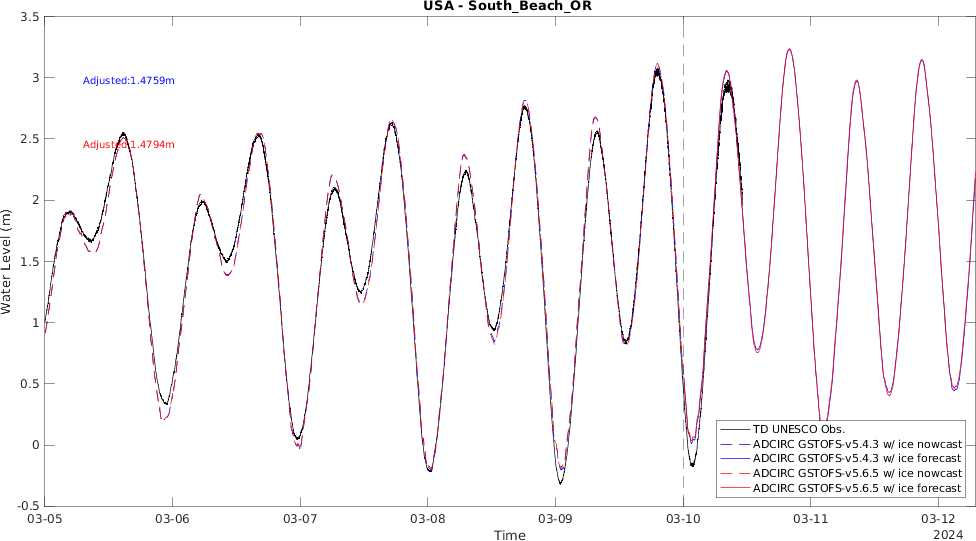 USA - South_Beach_OR
3.5
3
2.5
2
1.5
1
0.5
0
-0.5
Water Level (m)
Adjusted:1.4759m
Adjusted:1.4794m
TD UNESCO Obs.
ADCIRC GSTOFS-v5.4.3 w/ ice nowcast
ADCIRC GSTOFS-v5.4.3 w/ ice forecast
ADCIRC GSTOFS-v5.6.5 w/ ice nowcast
ADCIRC GSTOFS-v5.6.5 w/ ice forecast
03-05 03-06 03-07 03-08 03-09 03-10 03-11 03-12
Time
2024